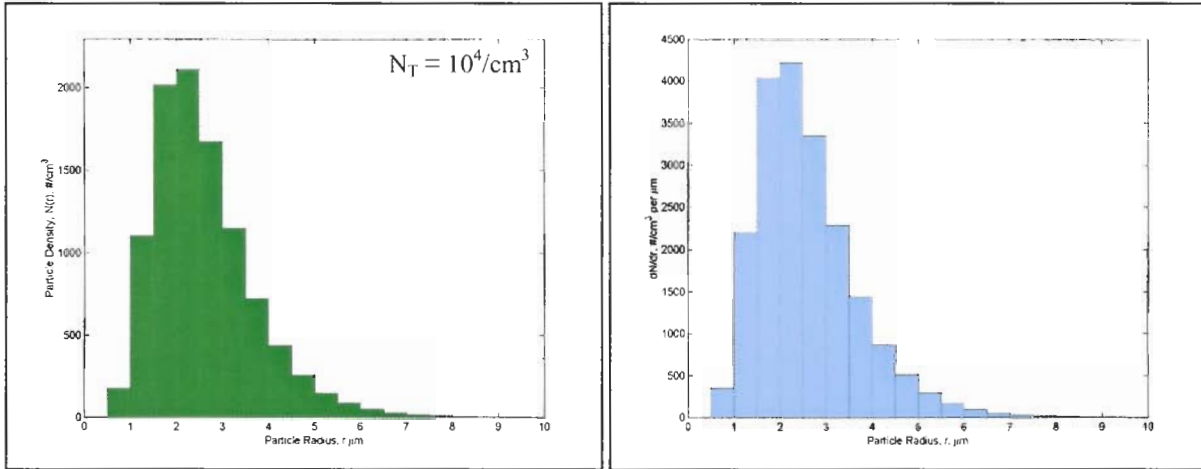 N_T = 10^4/cm^3
2000
1500
1000
500
0
Particle Density, N(r), #/cm^3
0 1 2 3 4 5 6 7 8 9 10
Particle Radius, r µm
4500
4000
3500
3000
2500
2000
1500
1000
500
0
dN/dr, #/cm^3 per µm
0 1 2 3 4 5 6 7 8 9 10
Particle Radius, r, µm